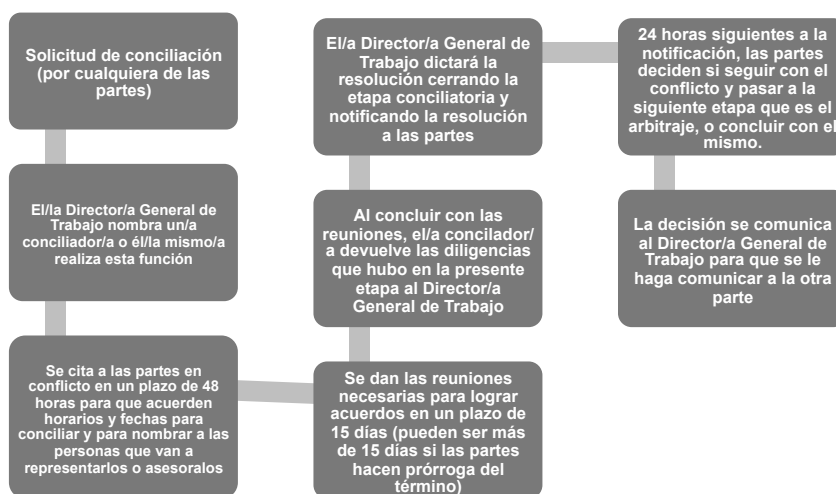 Solicitud de conciliación
(por cualquiera de las
partes)
El/la Director/a General de
Trabajo nombra un/a
conciliador/a o él/la mismo/a
realiza esta función
Se cita a las partes en
conflicto en un plazo de 48
horas para que acuerden
horarios y fechas para
conciliar y para nombrar a las
personas que van a
representarlos o asesoralos
Se dan las reuniones
necesarias para lograr
acuerdos en un plazo de
15 días (pueden ser más
de 15 días si las partes
hacen prórroga del
término)
Al concluir con las
reuniones, el/a concilador/
a devuelve las diligencias
que hubo en la presente
etapa al Director/a
General de Trabajo
El/a Director/a General de
Trabajo dictará la
resolución cerrando la
etapa conciliatoria y
notificando la resolución
a las partes
24 horas siguientes a la
notificación, las partes
deciden si seguir con el
conflicto y pasar a la
siguiente etapa que es el
arbitraje, o concluir con el
mismo.
La decisión se comunica
al Director/a General de
Trabajo para que se le
haga comunicar a la otra
parte